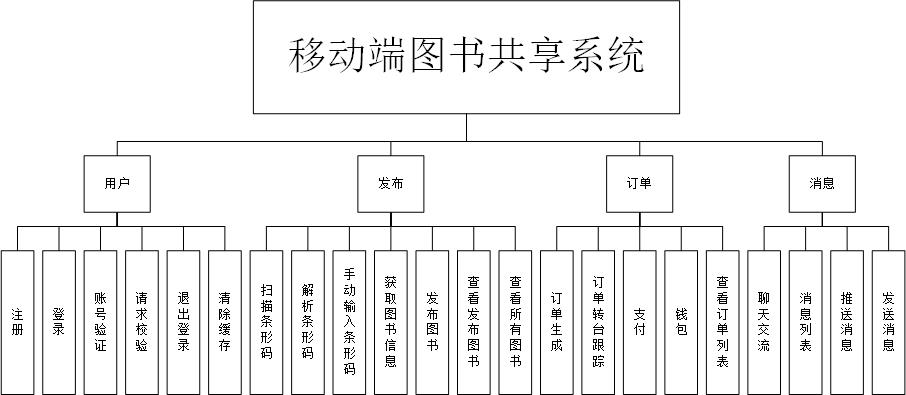 移动端图书共享系统
用户
发布
订单
消息
注册
登录
账号验证
请求校验
退出登录
清除缓存
扫描条形码
解析条形码
手动输入条形码
获取图书信息
发布图书
查看发布图书
查看所有图书
订单生成
订单转台跟踪
支付
钱包
查看订单列表
聊天交流
消息列表
推送消息
发送消息